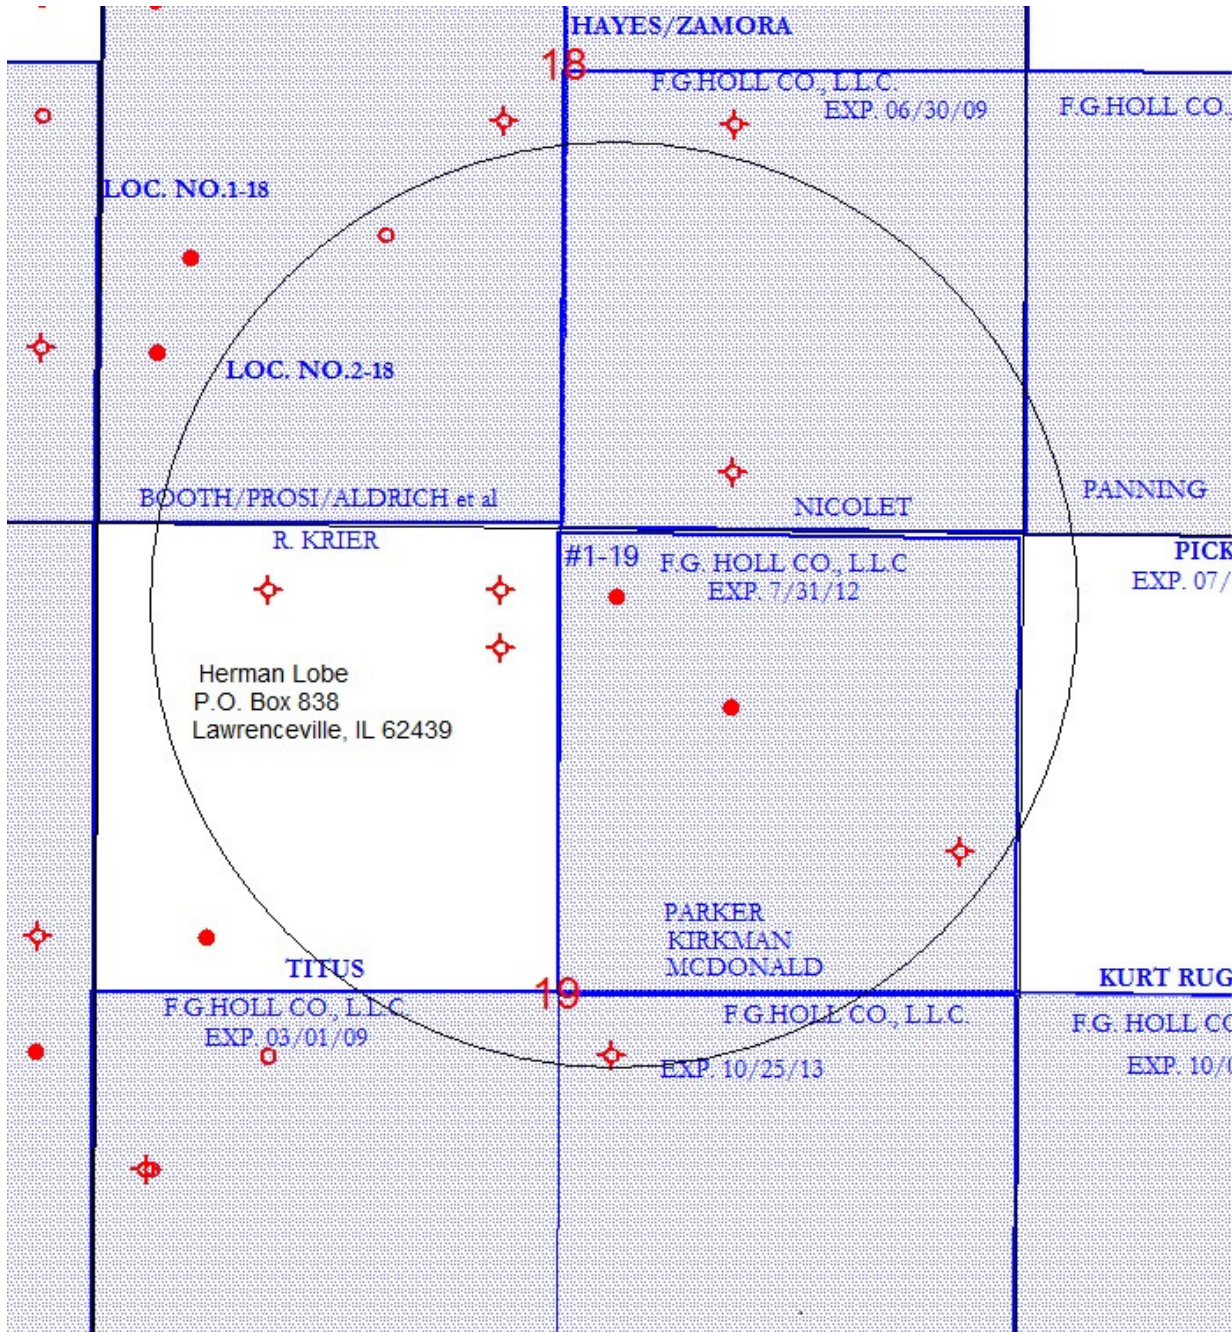 HAYES/ZAMORA
18
F.G.HOLL CO., L.L.C.
EXP. 06/30/09
F.G.HOLL CO.,
LOC. NO.1-18
LOC. NO.2-18
BOOTH/PROSI/ALDRICH et al
NICOLET
PANNING
R. KRIER
#1-19
F.G. HOLL CO., L.L.C
EXP. 7/31/12
PICK
EXP. 07/
Herman Lobe
P.O. Box 838
Lawrenceville, IL 62439
PARKER
KIRKMAN
MCDONALD
TITUS
19
KURT RUG
F.G.HOLL CO., L.L.C.
EXP. 03/01/09
F.G.HOLL CO., L.L.C.
EXP. 10/25/13
F.G. HOLL CO
EXP. 10/0